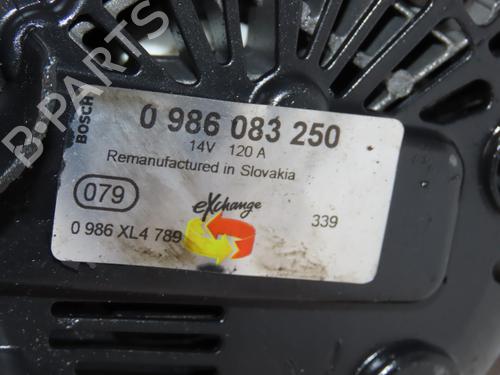 B-PARTS
BOSCH
0 986 083 250
14V 120 A
Remanufactured in Slovakia
079
eXchange
339
0 986 XL4 789